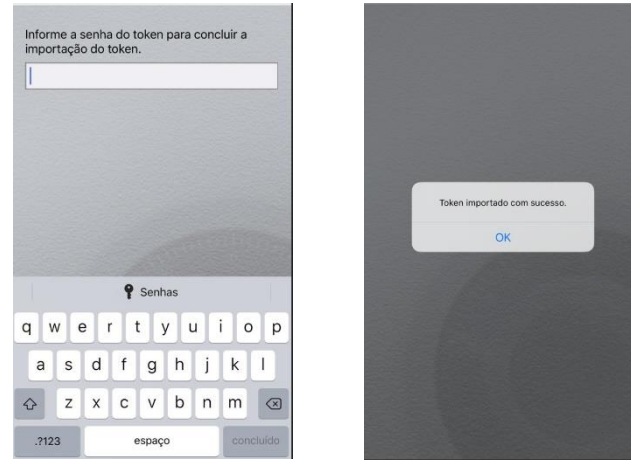 Informe a senha do token para concluir a
importação do token.
Senhas
q w e r t y u i o p
a s d f g h j k l
z x c v b n m
.?123 espaço concluído
Token importado com sucesso.
OK